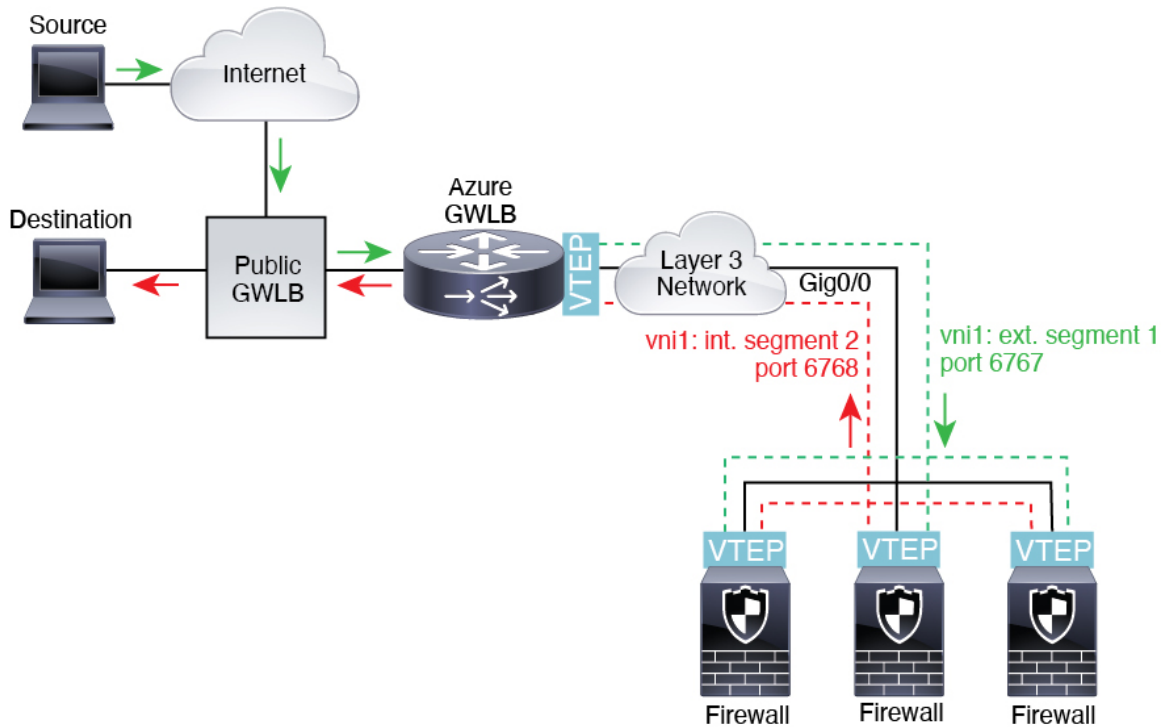 Source
Internet
Destination
Public
GWLB
Azure
GWLB
VTEP
Layer 3
Network
Gig0/0
vni1: int. segment 2
port 6768
vni1: ext. segment 1
port 6767
VTEP
VTEP
VTEP
Firewall
Firewall
Firewall